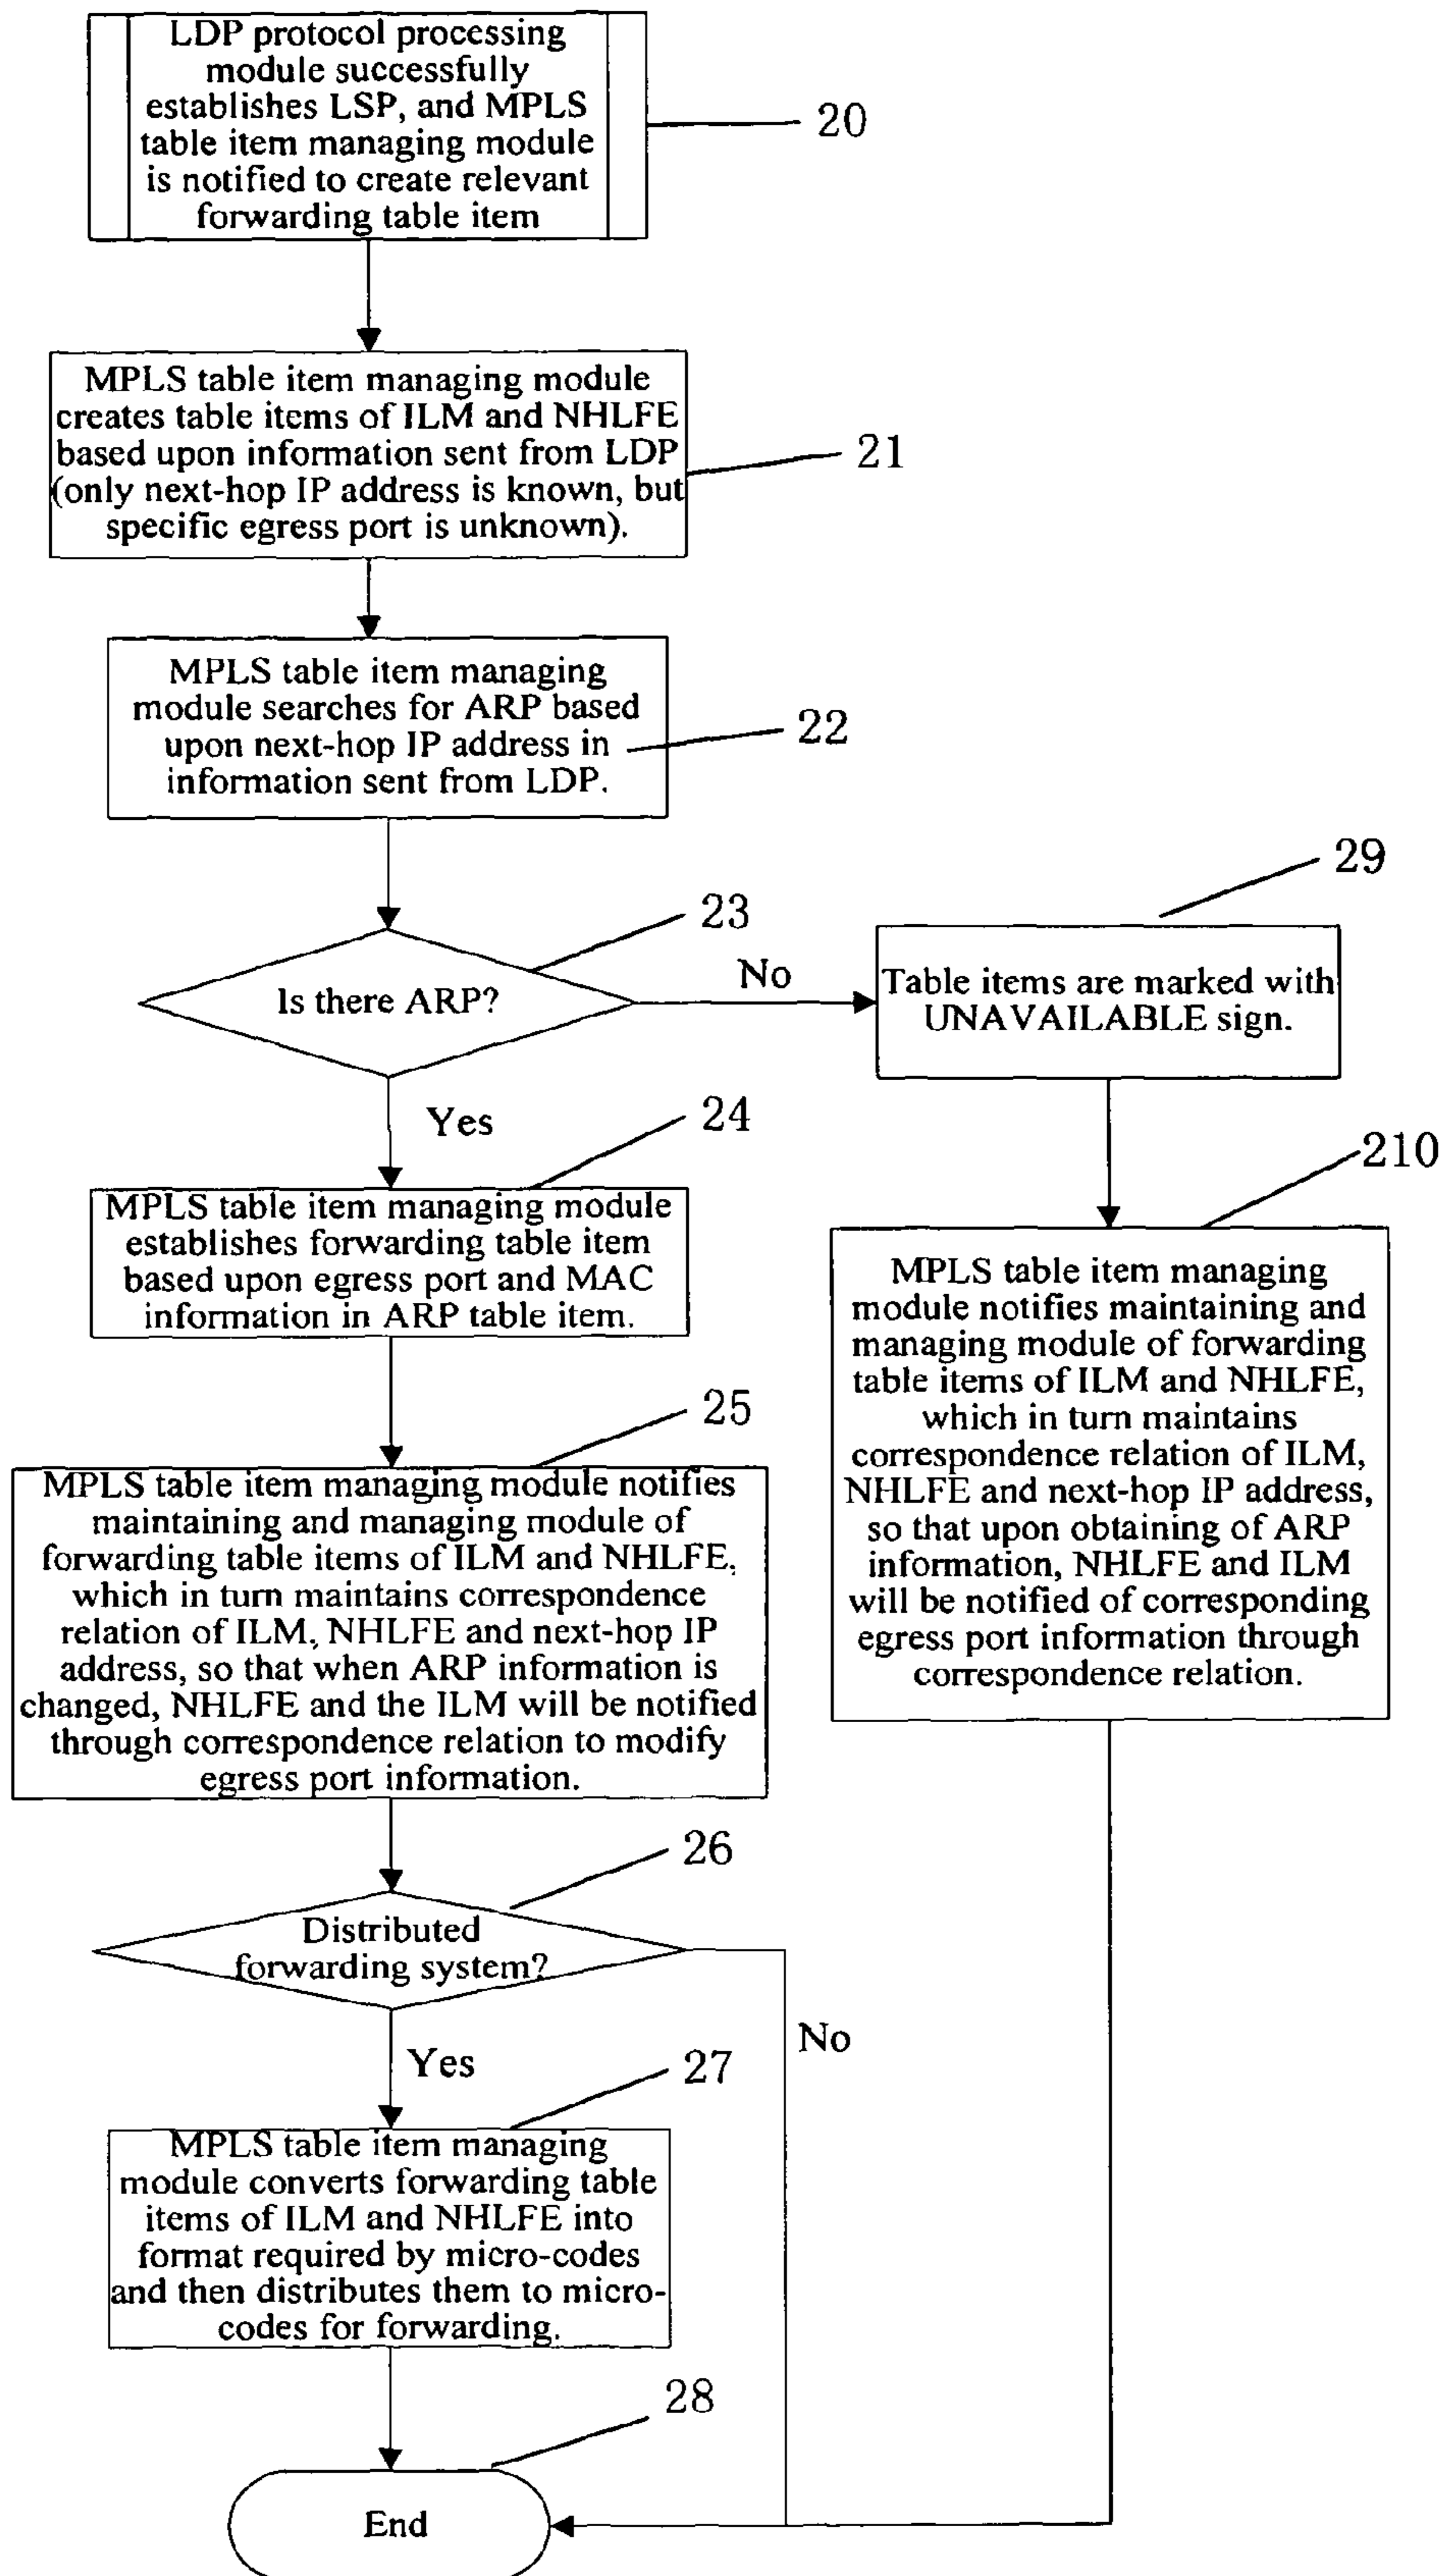 LDP protocol processing
module successfully
establishes LSP, and MPLS
table item managing module
is notified to create relevant
forwarding table item
20
MPLS table item managing module
creates table items of ILM and NHLFE
based upon information sent from LDP
(only next-hop IP address is known, but
specific egress port is unknown).
21
MPLS table item managing
module searches for ARP based
upon next-hop IP address in
information sent from LDP.
22
Is there ARP?
23
No
Table items are marked with
UNAVAILABLE sign.
29
Yes
MPLS table item managing module
establishes forwarding table item
based upon egress port and MAC
information in ARP table item.
24
MPLS table item managing
module notifies maintaining and
managing module of forwarding
table items of ILM and NHLFE,
which in turn maintains
correspondence relation of ILM,
NHLFE and next-hop IP address,
so that upon obtaining of ARP
information, NHLFE and ILM
will be notified of corresponding
egress port information through
correspondence relation.
210
MPLS table item managing module notifies
maintaining and managing module of
forwarding table items of ILM and NHLFE,
which in turn maintains correspondence
relation of ILM, NHLFE and next-hop IP
address, so that when ARP information is
changed, NHLFE and the ILM will be notified
through correspondence relation to modify
egress port information.
25
Distributed
forwarding system?
26
No
Yes
MPLS table item managing
module converts forwarding table
items of ILM and NHLFE into
format required by micro-codes
and then distributes them to micro-
codes for forwarding.
27
End
28